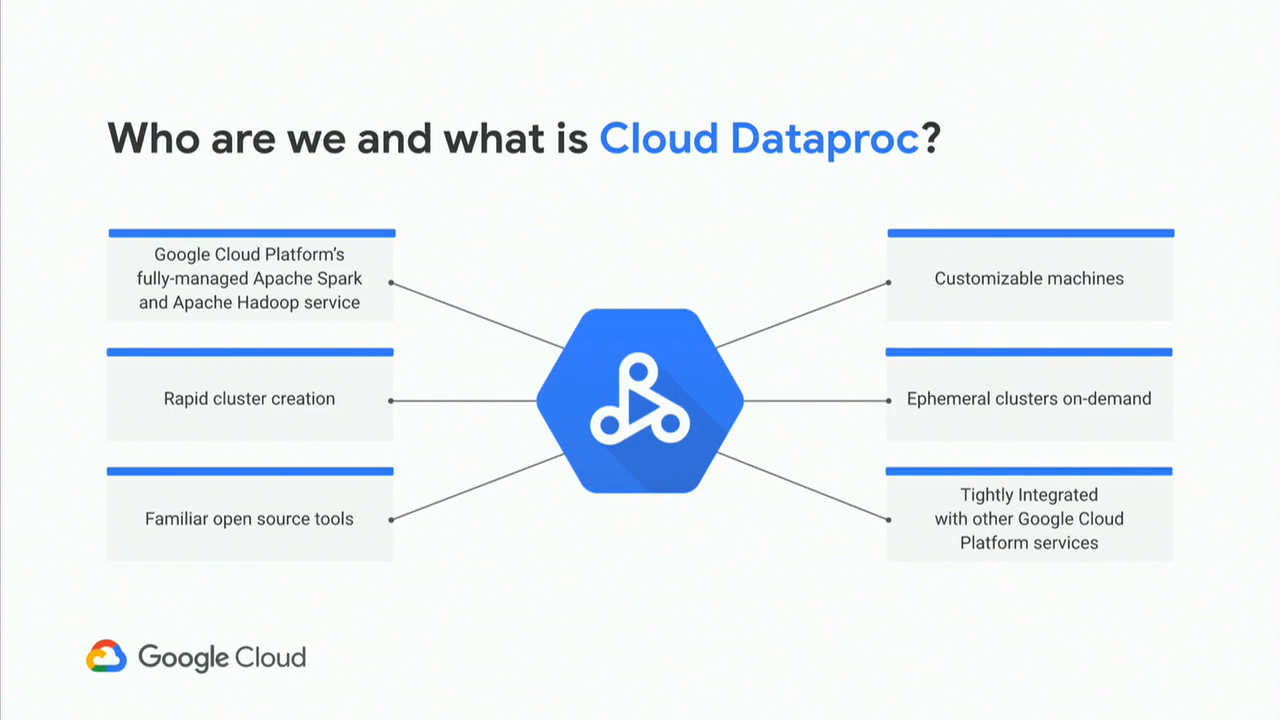 Who are we and what is Cloud Dataproc?
Google Cloud Platform's
fully-managed Apache Spark
and Apache Hadoop service
Rapid cluster creation
Familiar open source tools
Customizable machines
Ephemeral clusters on-demand
Tightly Integrated
with other Google Cloud
Platform services
Google Cloud